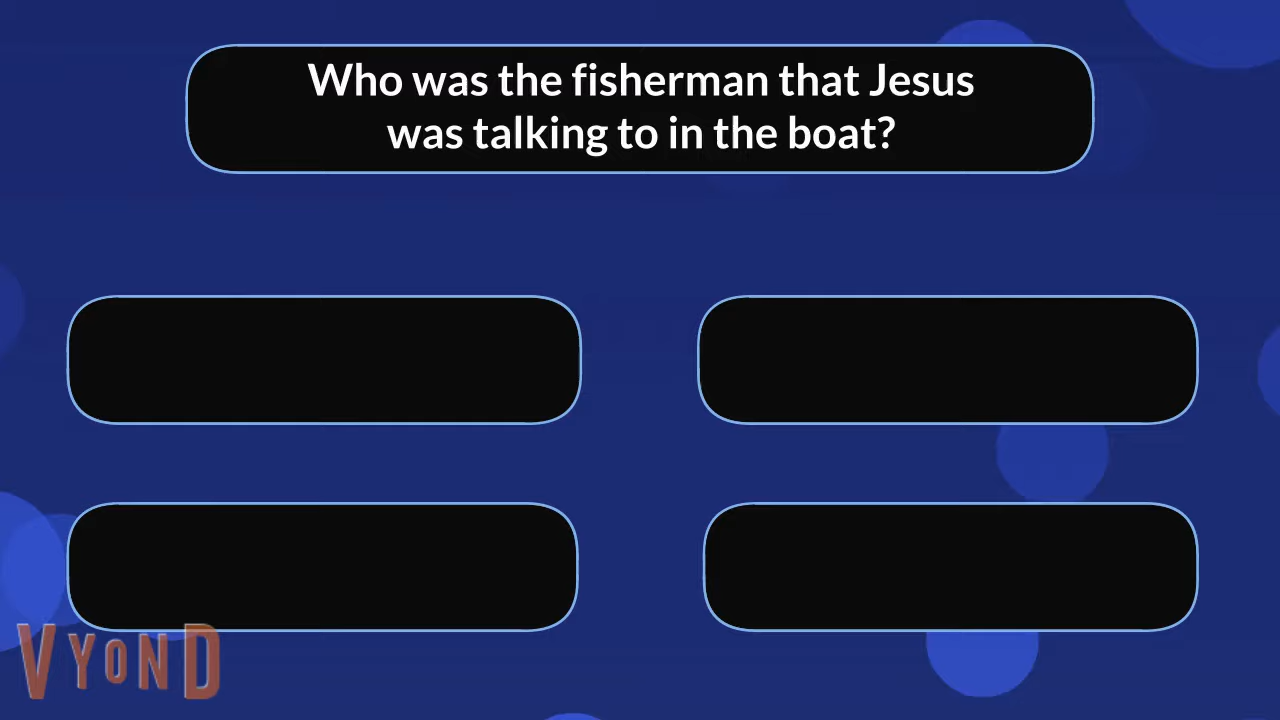 Who was the fisherman that Jesus
was talking to in the boat?
VYOND